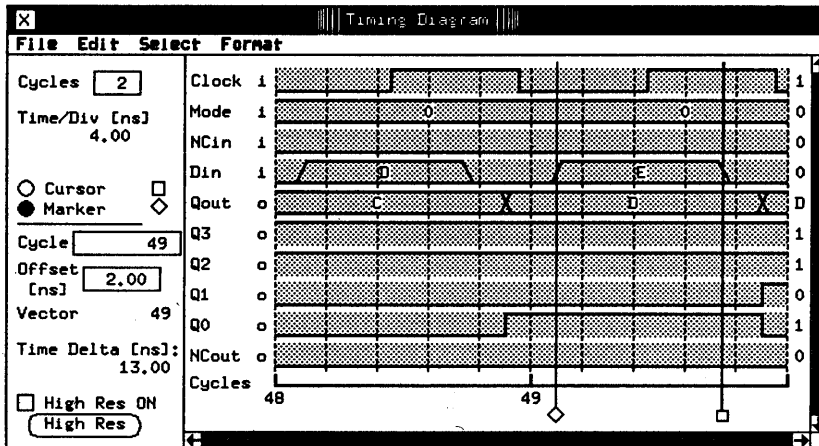 X
Timing Diagram
File Edit Select Format
Cycles 2
Time/Div [ns]
4.00
Cursor
Marker
Cycle 49
Offset [ns] 2.00
Vector 49
Time Delta [ns]:
13.00
High Res ON
High Res
Clock i 1
Mode i 0 0 0
NCin i 0
Din i D E 0
Qout o C D D
Q3 o 1
Q2 o 1
Q1 o 0
Q0 o 1
NCout o 0
Cycles
48 49